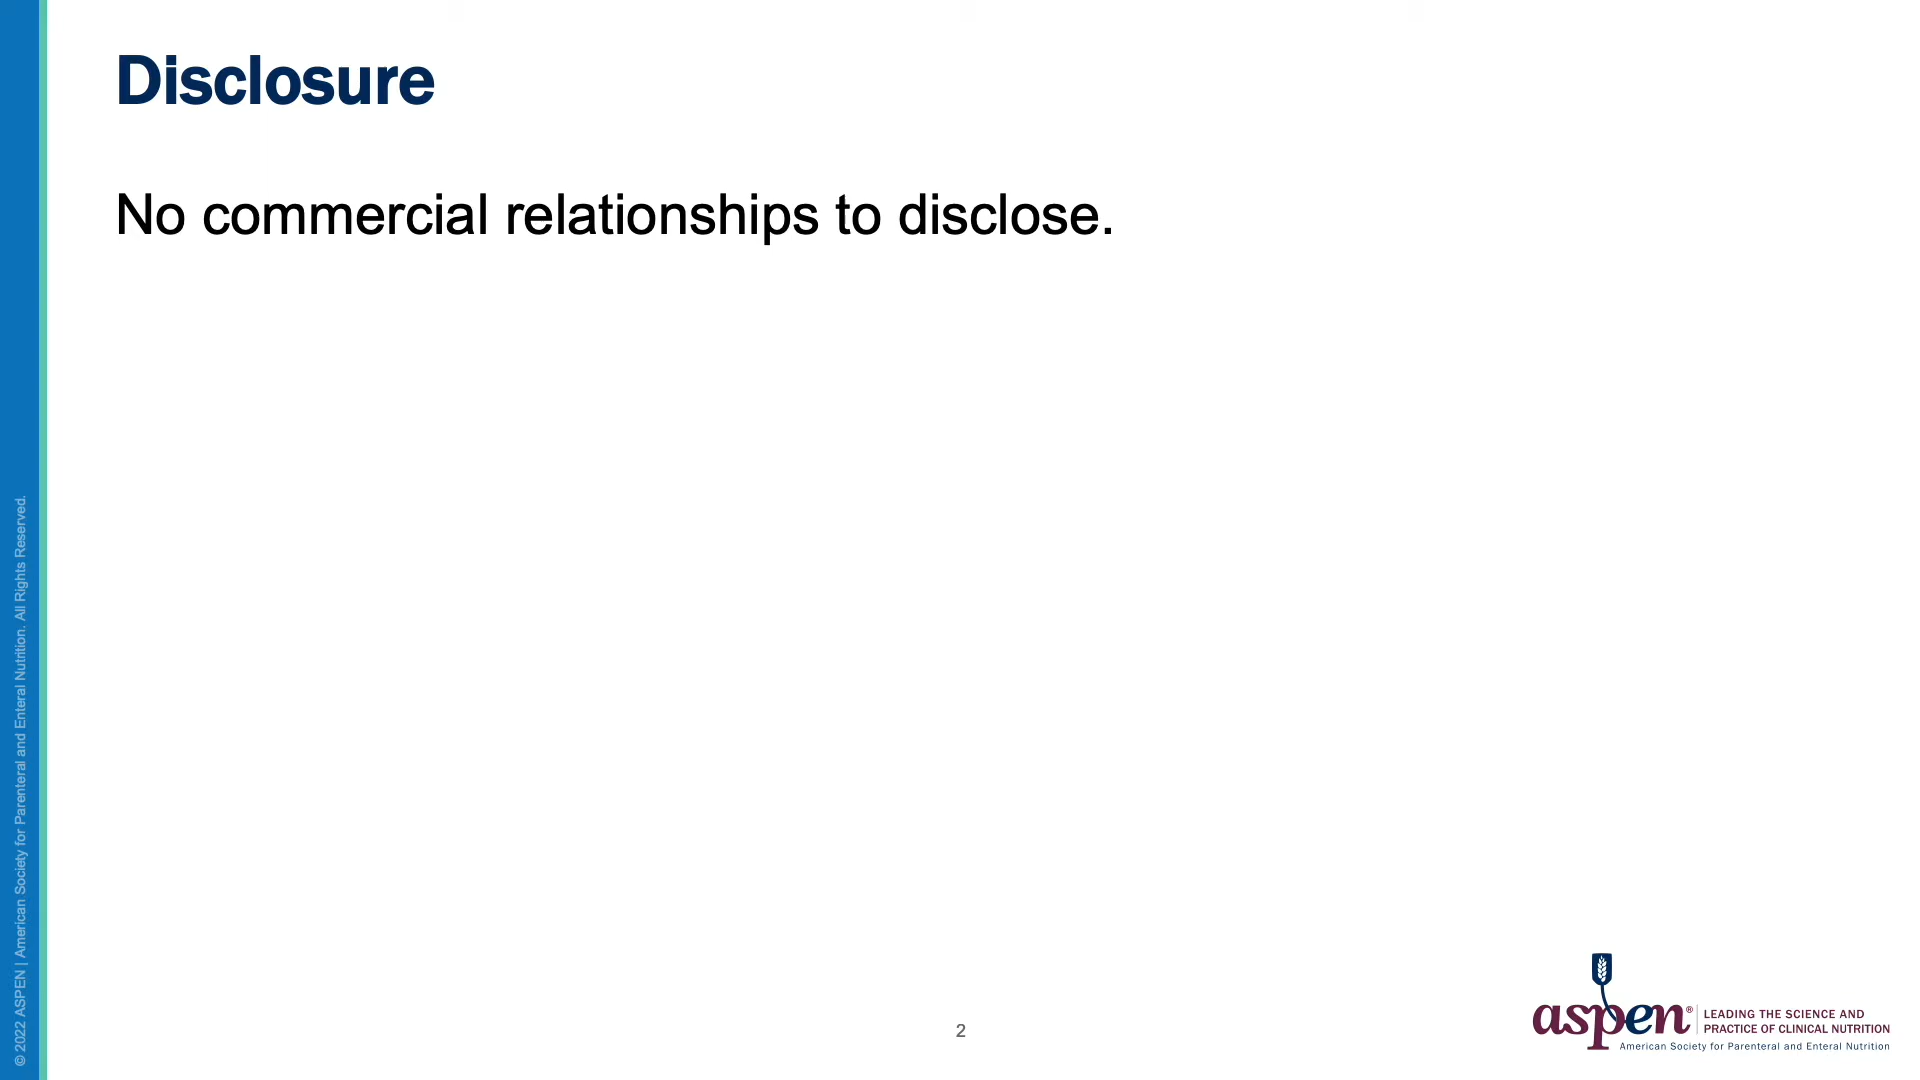 Disclosure
No commercial relationships to disclose.
© 2022 ASPEN | American Society for Parenteral and Enteral Nutrition. All Rights Reserved.
2
aspen®
LEADING THE SCIENCE AND
PRACTICE OF CLINICAL NUTRITION
American Society for Parenteral and Enteral Nutrition